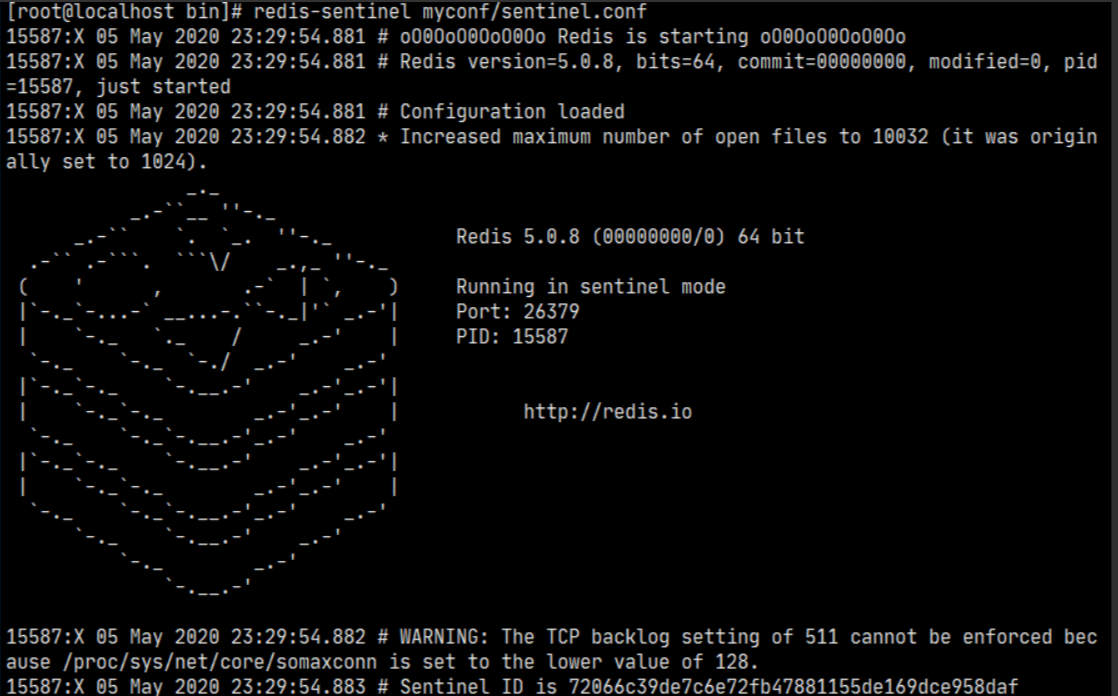 [root@localhost bin]# redis-sentinel myconf/sentinel.conf
15587:X 05 May 2020 23:29:54.881 # oO0OoO0OoO0Oo Redis is starting oO0OoO0OoO0Oo
15587:X 05 May 2020 23:29:54.881 # Redis version=5.0.8, bits=64, commit=00000000, modified=0, pid
=15587, just started
15587:X 05 May 2020 23:29:54.881 # Configuration loaded
15587:X 05 May 2020 23:29:54.882 * Increased maximum number of open files to 10032 (it was origin
ally set to 1024).
Redis 5.0.8 (00000000/0) 64 bit
Running in sentinel mode
Port: 26379
PID: 15587
http://redis.io
15587:X 05 May 2020 23:29:54.882 # WARNING: The TCP backlog setting of 511 cannot be enforced bec
ause /proc/sys/net/core/somaxconn is set to the lower value of 128.
15587:X 05 May 2020 23:29:54.883 # Sentinel ID is 72066c39de7c6e72fb47881155de169dce958daf